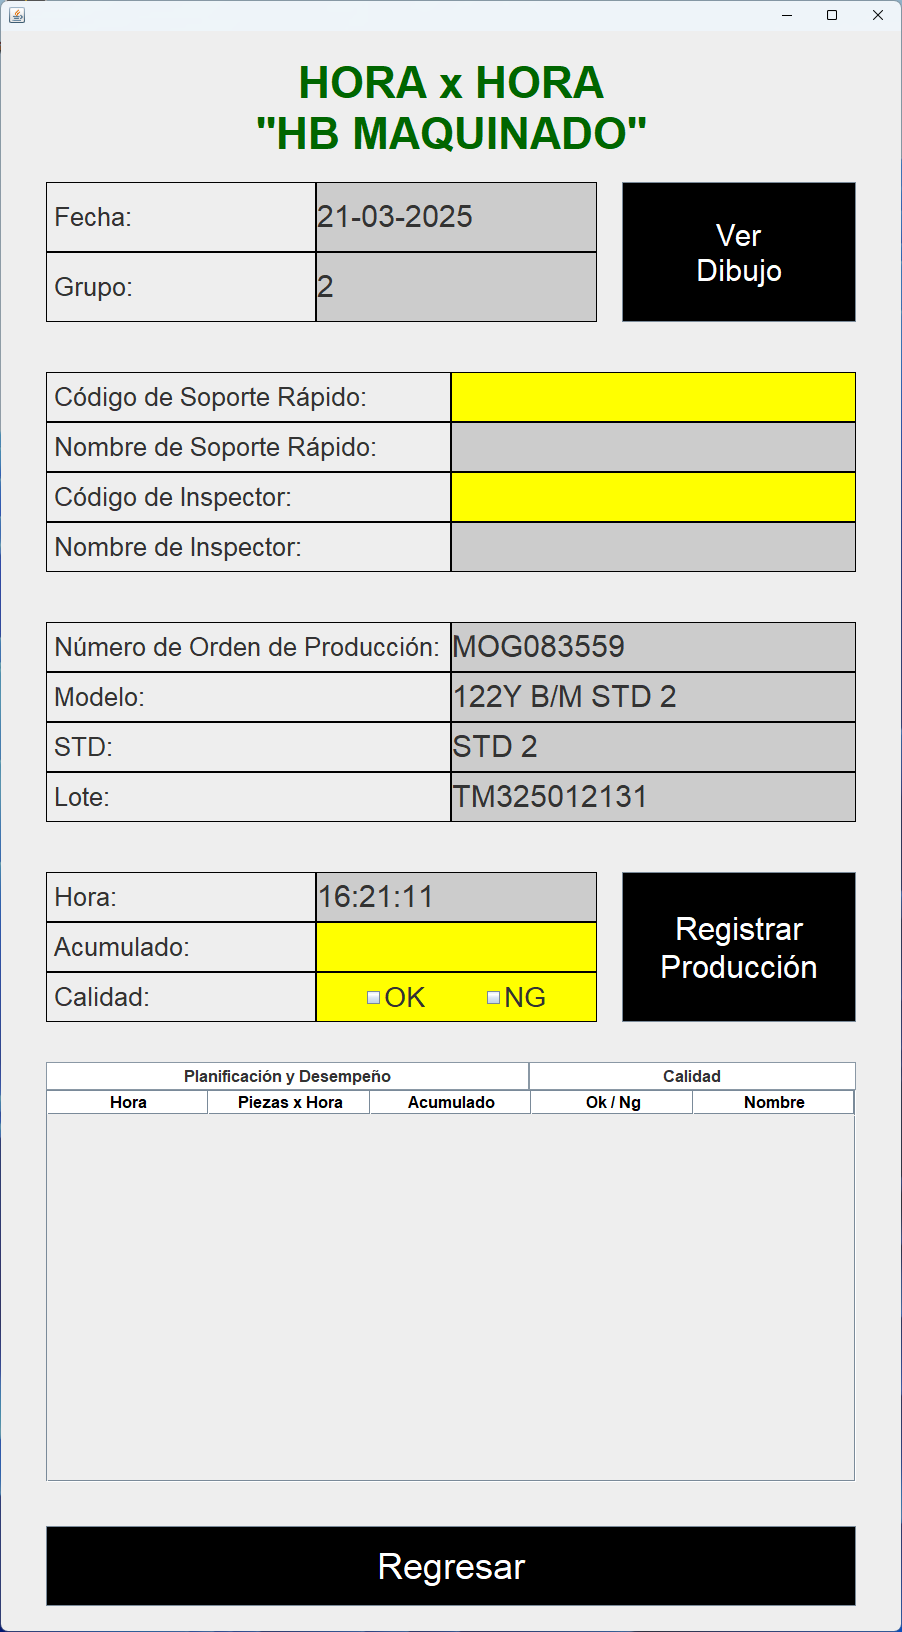 HORA x HORA
"HB MAQUINADO"
Fecha: 21-03-2025
Grupo: 2
Ver
Dibujo
Código de Soporte Rápido:
Nombre de Soporte Rápido:
Código de Inspector:
Nombre de Inspector:
Número de Orden de Producción: MOG083559
Modelo: 122Y B/M STD 2
STD: STD 2
Lote: TM325012131
Hora: 16:21:11
Acumulado:
Calidad: OK NG
Registrar
Producción
Planificación y Desempeño Calidad
Hora Piezas x Hora Acumulado Ok / Ng Nombre
Regresar